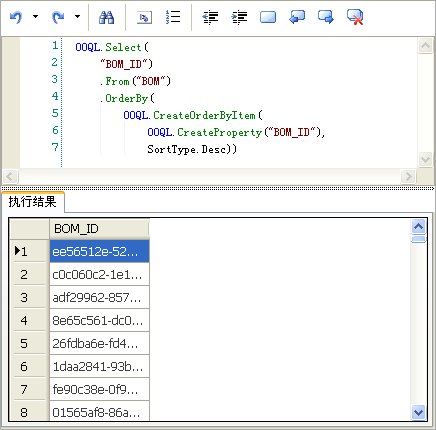 1 OOQL.Select(
2 "BOM_ID")
3 .From("BOM")
4 .OrderBy(
5 OOQL.CreateOrderByItem(
6 OOQL.CreateProperty("BOM_ID"),
7 SortType.Desc))
执行结果
BOM_ID
1 ee56512e-52...
2 c0c060c2-1e1...
3 adf29962-857...
4 8e65c561-dc0...
5 26fdba6e-fd4...
6 1daa2841-93b...
7 fe90c38e-0f9...
8 01565af8-86a...